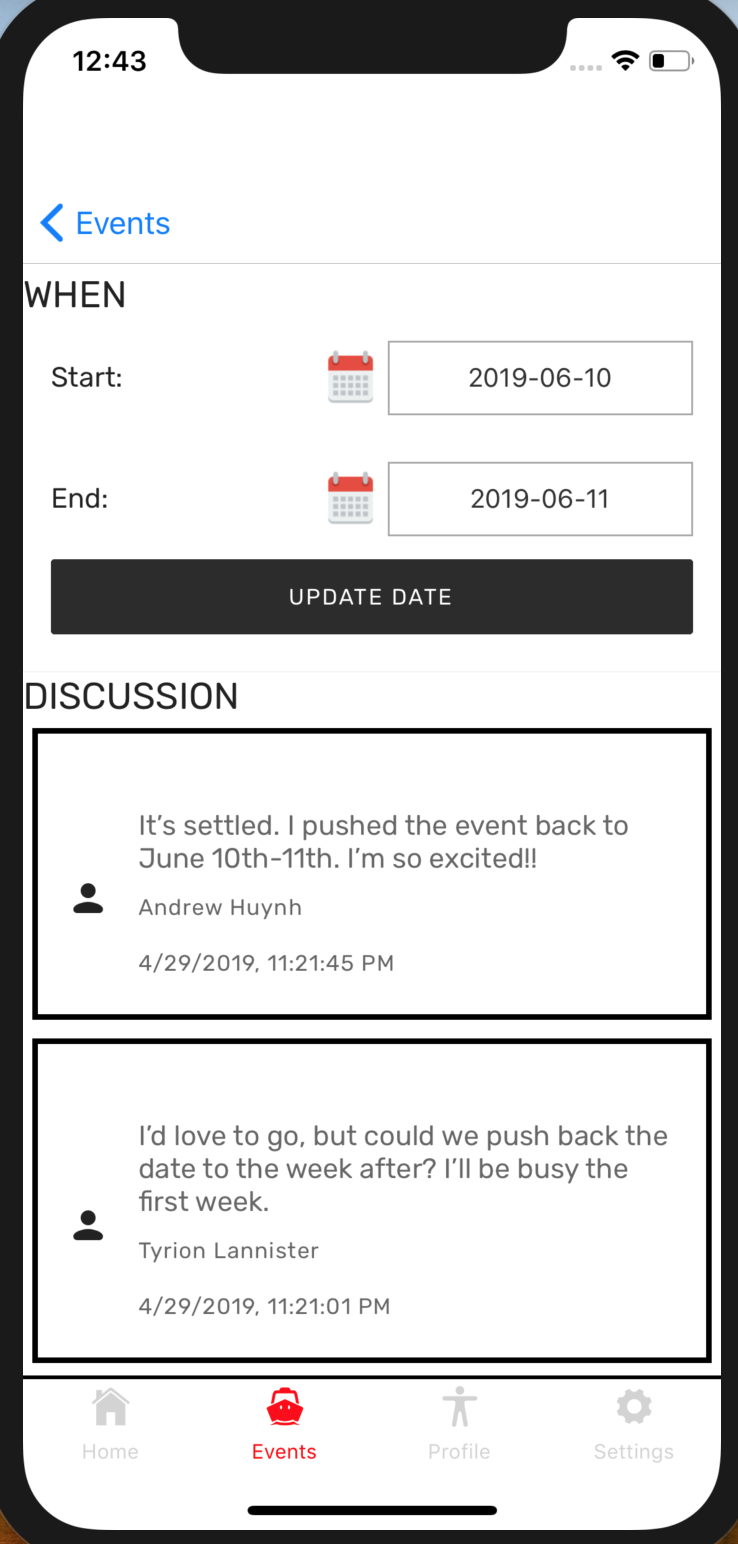 12:43
Events
WHEN
Start:
2019-06-10
End:
2019-06-11
UPDATE DATE
DISCUSSION
It's settled. I pushed the event back to
June 10th-11th. I'm so excited!!
Andrew Huynh
4/29/2019, 11:21:45 PM
I'd love to go, but could we push back the
date to the week after? I'll be busy the
first week.
Tyrion Lannister
4/29/2019, 11:21:01 PM
Home
Events
Profile
Settings